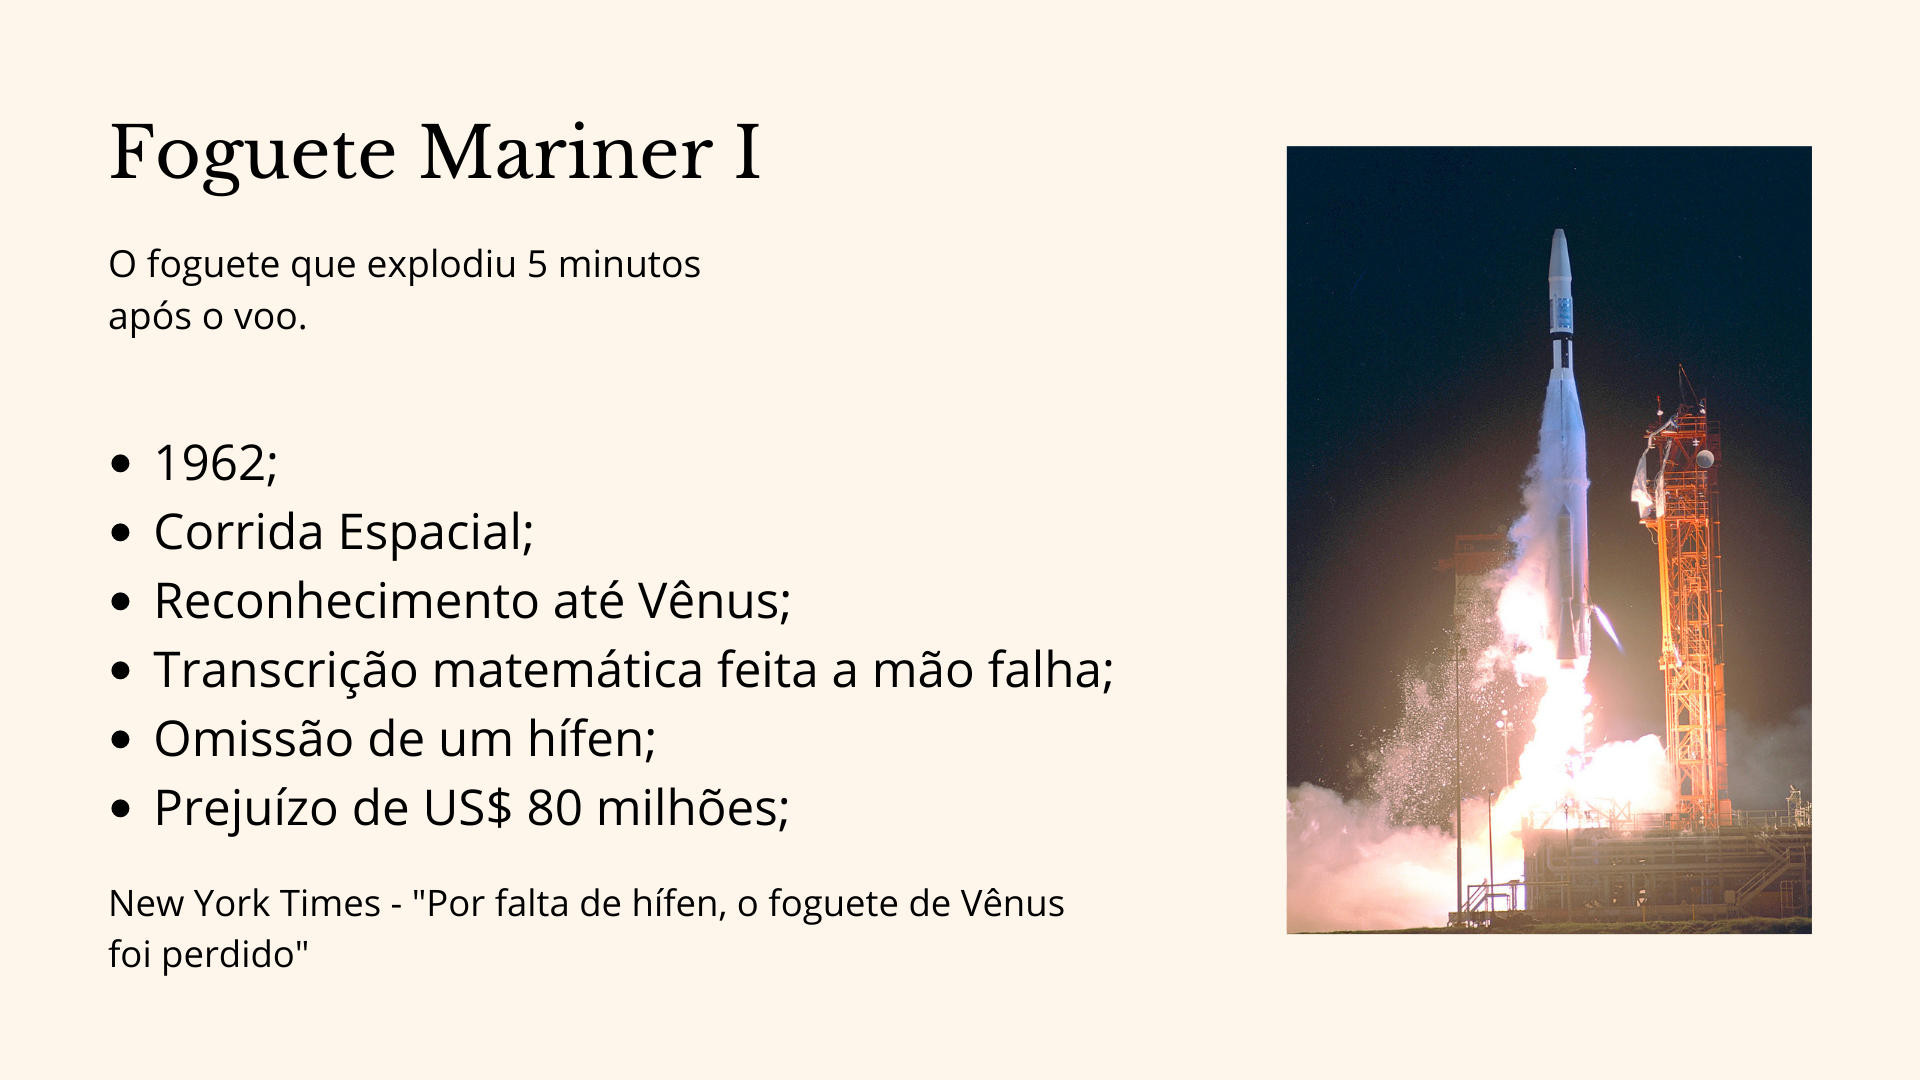 Foguete Mariner I
O foguete que explodiu 5 minutos
após o voo.
• 1962;
• Corrida Espacial;
• Reconhecimento até Vênus;
• Transcrição matemática feita a mão falha;
• Omissão de um hífen;
• Prejuízo de US$ 80 milhões;
New York Times - "Por falta de hífen, o foguete de Vênus
foi perdido"